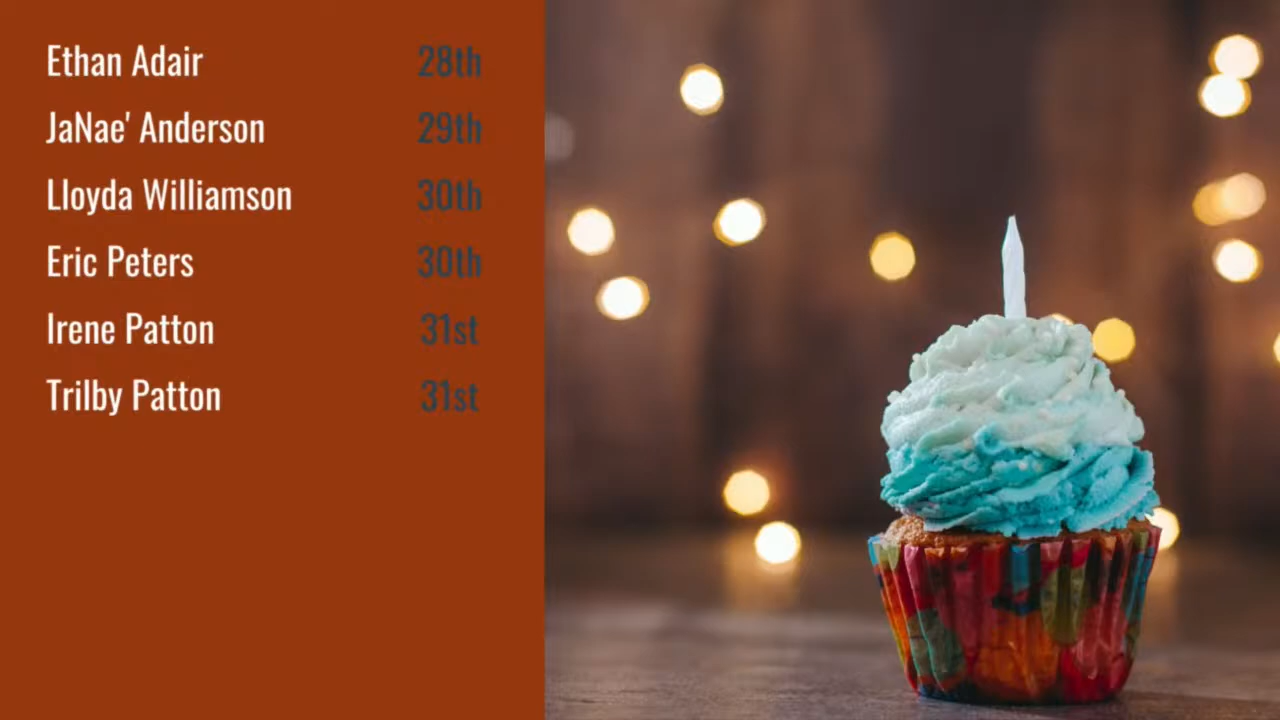 Ethan Adair 28th
JaNae' Anderson 29th
Lloyda Williamson 30th
Eric Peters 30th
Irene Patton 31st
Trilby Patton 31st